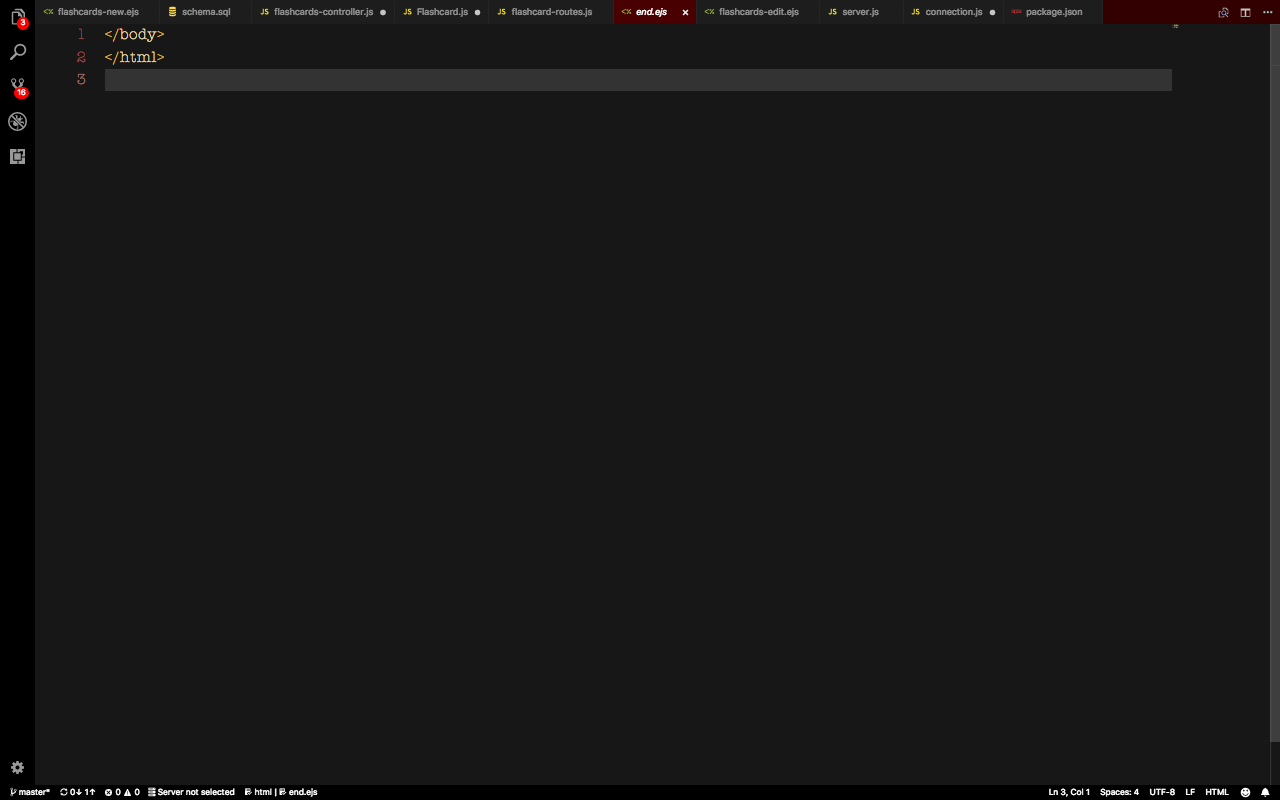 <% flashcards-new.ejs schema.sql JS flashcards-controller.js JS Flashcard.js JS flashcard-routes.js <% end.ejs <% flashcards-edit.ejs JS server.js JS connection.js package.json
3
16
1 </body>
2 </html>
3
master* 0↓ 1↑ 0 0 Server not selected html | end.ejs Ln 3, Col 1 Spaces: 4 UTF-8 LF HTML